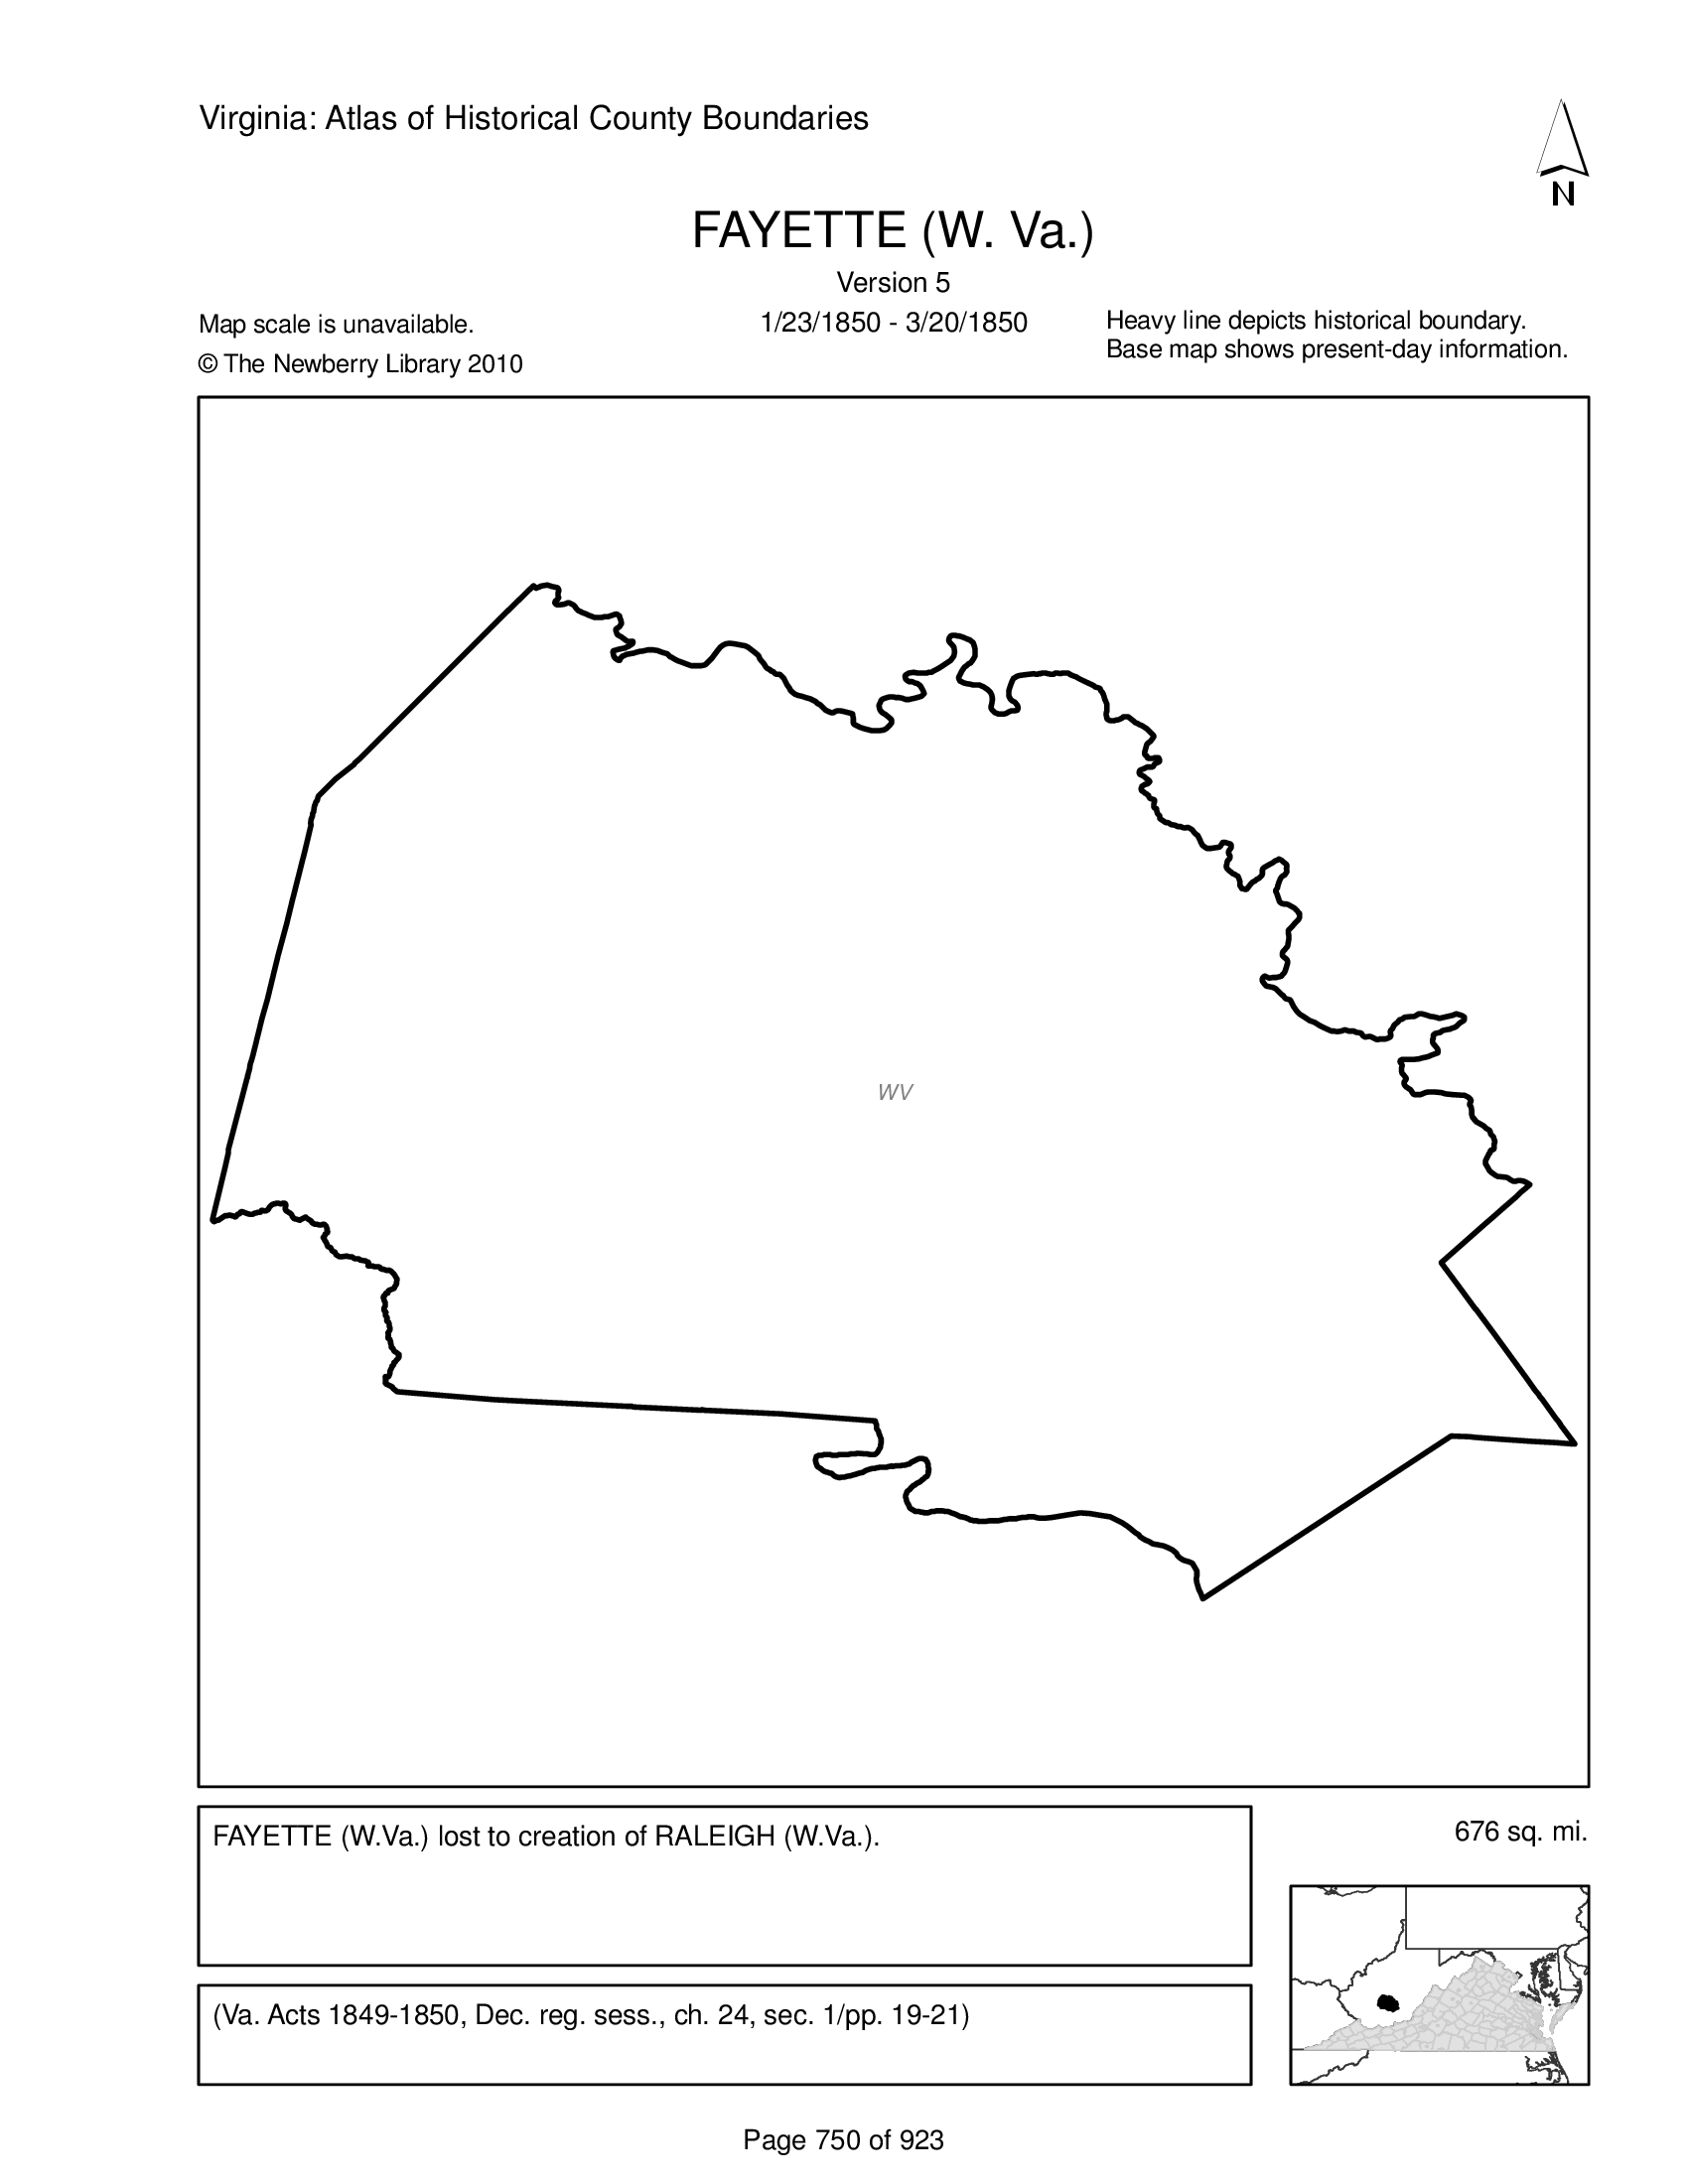 Virginia: Atlas of Historical County Boundaries
N
FAYETTE (W. Va.)
Version 5
Map scale is unavailable.
1/23/1850 - 3/20/1850
Heavy line depicts historical boundary.
© The Newberry Library 2010
Base map shows present-day information.
WV
FAYETTE (W.Va.) lost to creation of RALEIGH (W.Va.).
676 sq. mi.
(Va. Acts 1849-1850, Dec. reg. sess., ch. 24, sec. 1/pp. 19-21)
Page 750 of 923